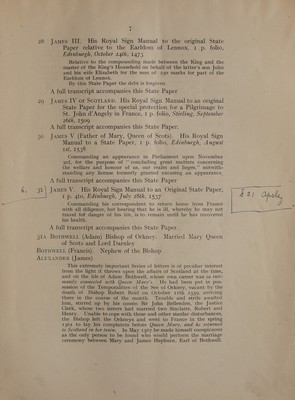 7
28 JAMES III. His Royal Sign Manual to the original State
Paper relative to the Earldom of Lennox, 1 p. folio,
Edinburgh, October 24th, 1473
Relative to the compounding made between the King and the
master of the King's Household on behalf of the latter's son John
and his wife Elizabeth for the sum of 230 marks for part of the
Earldom of Lennox.
By this State Paper the debt is forgiven
A full transcript accompanies this State Paper
29 JAMES IV OF SCOTLAND. His Royal Sign Manual to an original
State Paper for the special protection for a Pilgrimage to
St. John d'Angely in France, 1 p. folio, Stirling, September
26th, 1509
A full transcript accompanies this State Paper
30 JAMES V (Father of Mary, Queen of Scots). His Royal Sign
Manual to a State Paper, 1 p. folio, Edinburgh, August
1st, 1538
Commanding an appearance in Parliament upon November
3rd, for the purpose of "concluding great matters concerning
the welfare and honour of us, our realm and lieges," notwith-
standing any license formerly granted excusing an appearance.
A full transcript accompanies this State Paper
6. 31 JAMES V. His Royal Sign Manual to an Original State Paper,
1 p. 4to, Edinburgh, July 28th, 1537
Commanding his correspondent to return home from France
with all diligence, but hearing that he is ill, whereby he may not
travel for danger of his life, is to remain until he has recovered
his health.
£21
A full transcript accompanies this State Paper
31A BOTHWELL (Adam) Bishop of Orkney. Married Mary Queen
of Scots and Lord Darnley
BOTHWELL (Francis). Nephew of the Bishop
ALEXANDER (James)
This extremely important Series of letters is of peculiar interest
from the light it throws upon the affairs of Scotland at the time,
and on the life of Adam Bothwell, whose own career was so inti-
mately connected with Queen Mary's. He had been put in pos-
session of the Temporalities of the See of Orkney, vacant by the
death of Bishop Robert Reid on October 11th 1559, arriving
there in the course of the month. Trouble and strife awaited
him, stirred up by his cousin Sir John Bellenden, the Justice
Clerk, whose two sisters had married two Sinclairs, Robert and
Henry. Unable to cope with these and other similar disturbances,
the Bishop left the Orkneys and went to France in the spring
1561 to lay his complaints before Queen Mary, and he returned
to Scotland in her train. In May 1567 he made himself conspicuous
as the only person to be found who would perform the marriage
ceremony between Mary and James Hepburn, Earl of Bothwell.